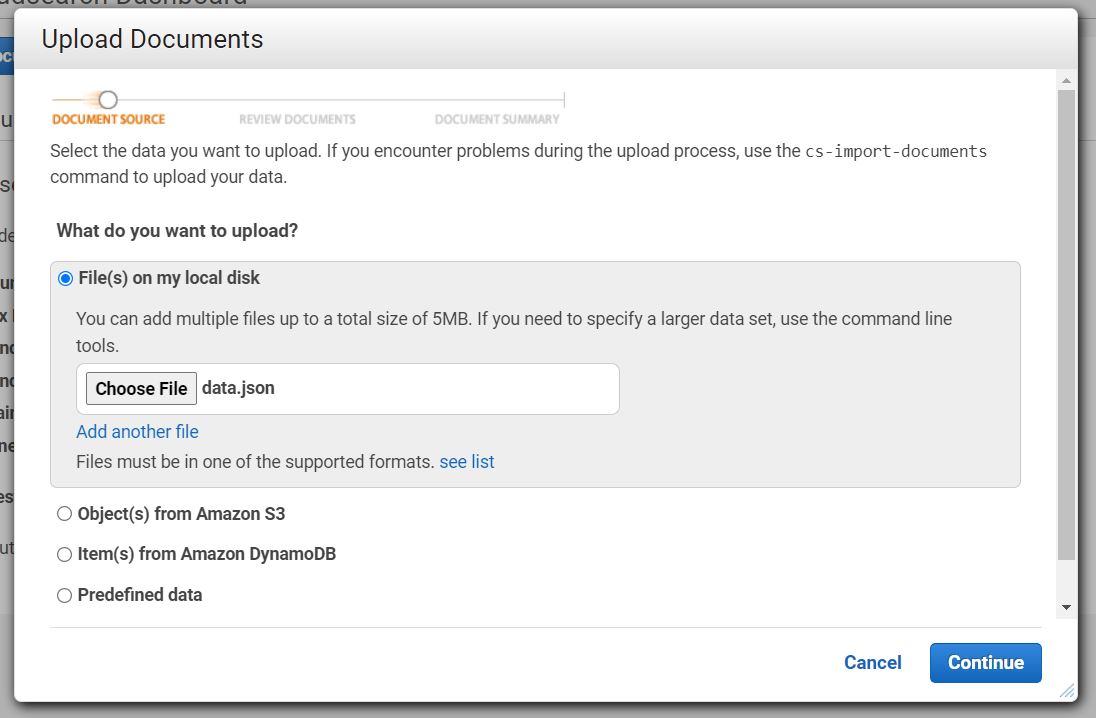 Upload Documents
DOCUMENT SOURCE REVIEW DOCUMENTS DOCUMENT SUMMARY
Select the data you want to upload. If you encounter problems during the upload process, use the cs-import-documents
command to upload your data.
What do you want to upload?
File(s) on my local disk
You can add multiple files up to a total size of 5MB. If you need to specify a larger data set, use the command line
tools.
Choose File data.json
Add another file
Files must be in one of the supported formats. see list
Object(s) from Amazon S3
Item(s) from Amazon DynamoDB
Predefined data
Cancel Continue